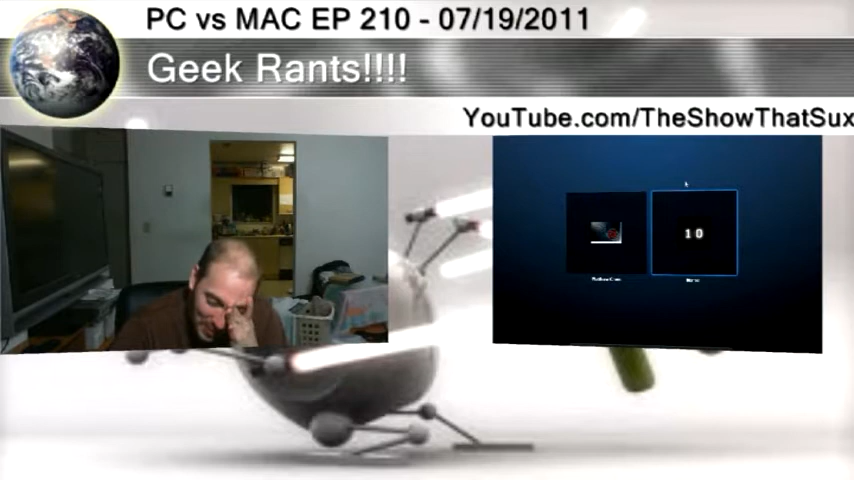 PC vs MAC EP 210 - 07/19/2011
Geek Rants!!!!
YouTube.com/TheShowThatSux
10